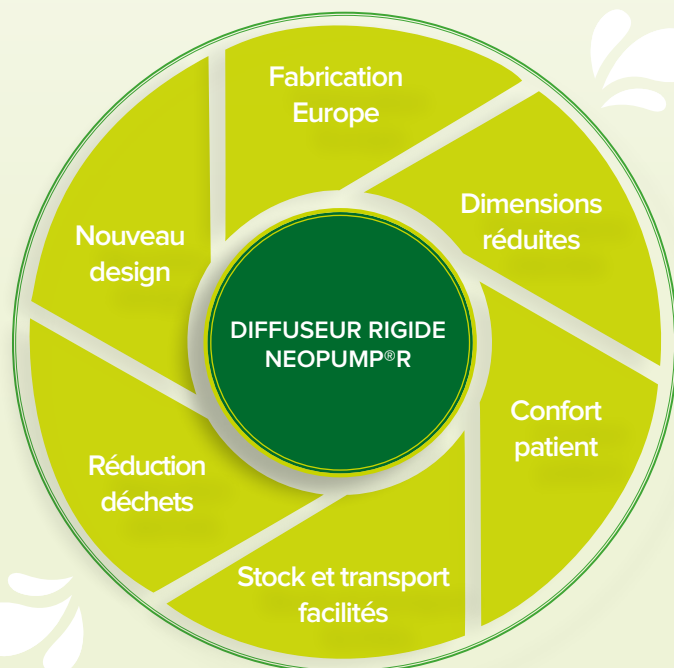 Fabrication
Europe
Dimensions
réduites
Confort
patient
Stock et transport
facilités
Réduction
déchets
Nouveau
design
DIFFUSEUR RIGIDE
NEOPUMP®R